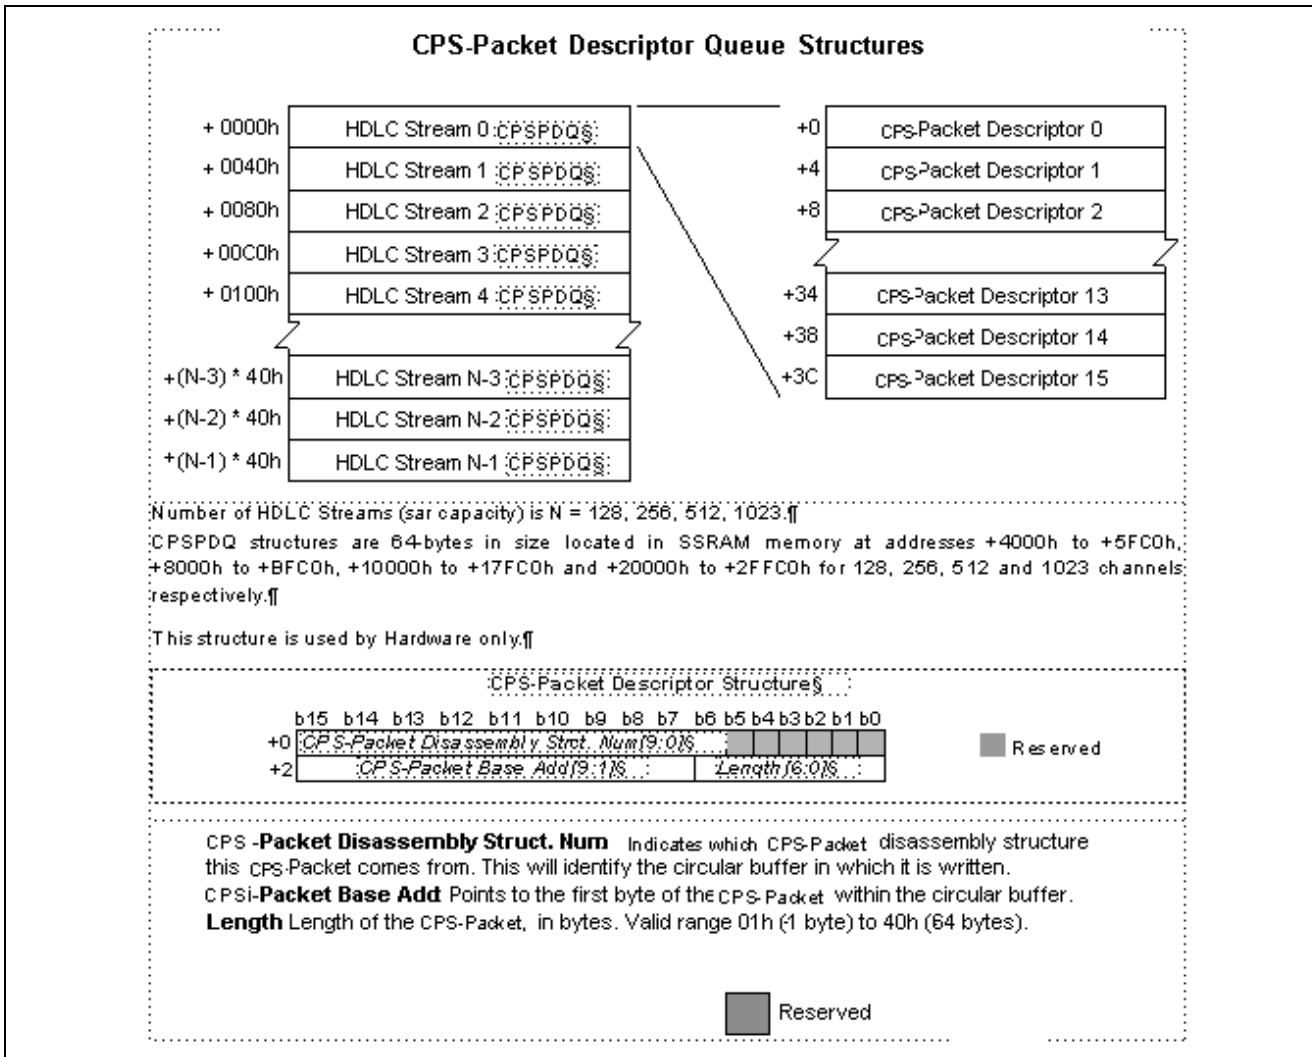 CPS-Packet Descriptor Queue Structures
+ 0000h HDLC Stream 0 CPSPDQ§
+ 0040h HDLC Stream 1 CPSPDQ§
+ 0080h HDLC Stream 2 CPSPDQ§
+ 00C0h HDLC Stream 3 CPSPDQ§
+ 0100h HDLC Stream 4 CPSPDQ§
+(N-3) * 40h HDLC Stream N-3 CPSPDQ§
+(N-2) * 40h HDLC Stream N-2 CPSPDQ§
+(N-1) * 40h HDLC Stream N-1 CPSPDQ§
+0 CPS-Packet Descriptor 0
+4 CPS-Packet Descriptor 1
+8 CPS-Packet Descriptor 2
+34 CPS-Packet Descriptor 13
+38 CPS-Packet Descriptor 14
+3C CPS-Packet Descriptor 15
Number of HDLC Streams (sar capacity) is N = 128, 256, 512, 1023.¶
CPSPDQ structures are 64-bytes in size located in SSRAM memory at addresses +4000h to +5FC0h,
+8000h to +BFC0h, +10000h to +17FC0h and +20000h to +2FFC0h for 128, 256, 512 and 1023 channels
respectively.¶
This structure is used by Hardware only.¶
CPS-Packet Descriptor Structure§
b15 b14 b13 b12 b11 b10 b9 b8 b7 b6 b5 b4 b3 b2 b1 b0
+0 CPS-Packet Disassembly Strct. Num[9:0]§
+2 CPS-Packet Base Add[9:1]§ Length[6:0]§
Reserved
CPS -Packet Disassembly Struct. Num Indicates which CPS-Packet disassembly structure
this CPS-Packet comes from. This will identify the circular buffer in which it is written.
CPSi-Packet Base Add Points to the first byte of the CPS-Packet within the circular buffer.
Length Length of the CPS-Packet, in bytes. Valid range 01h (1 byte) to 40h (64 bytes).
Reserved